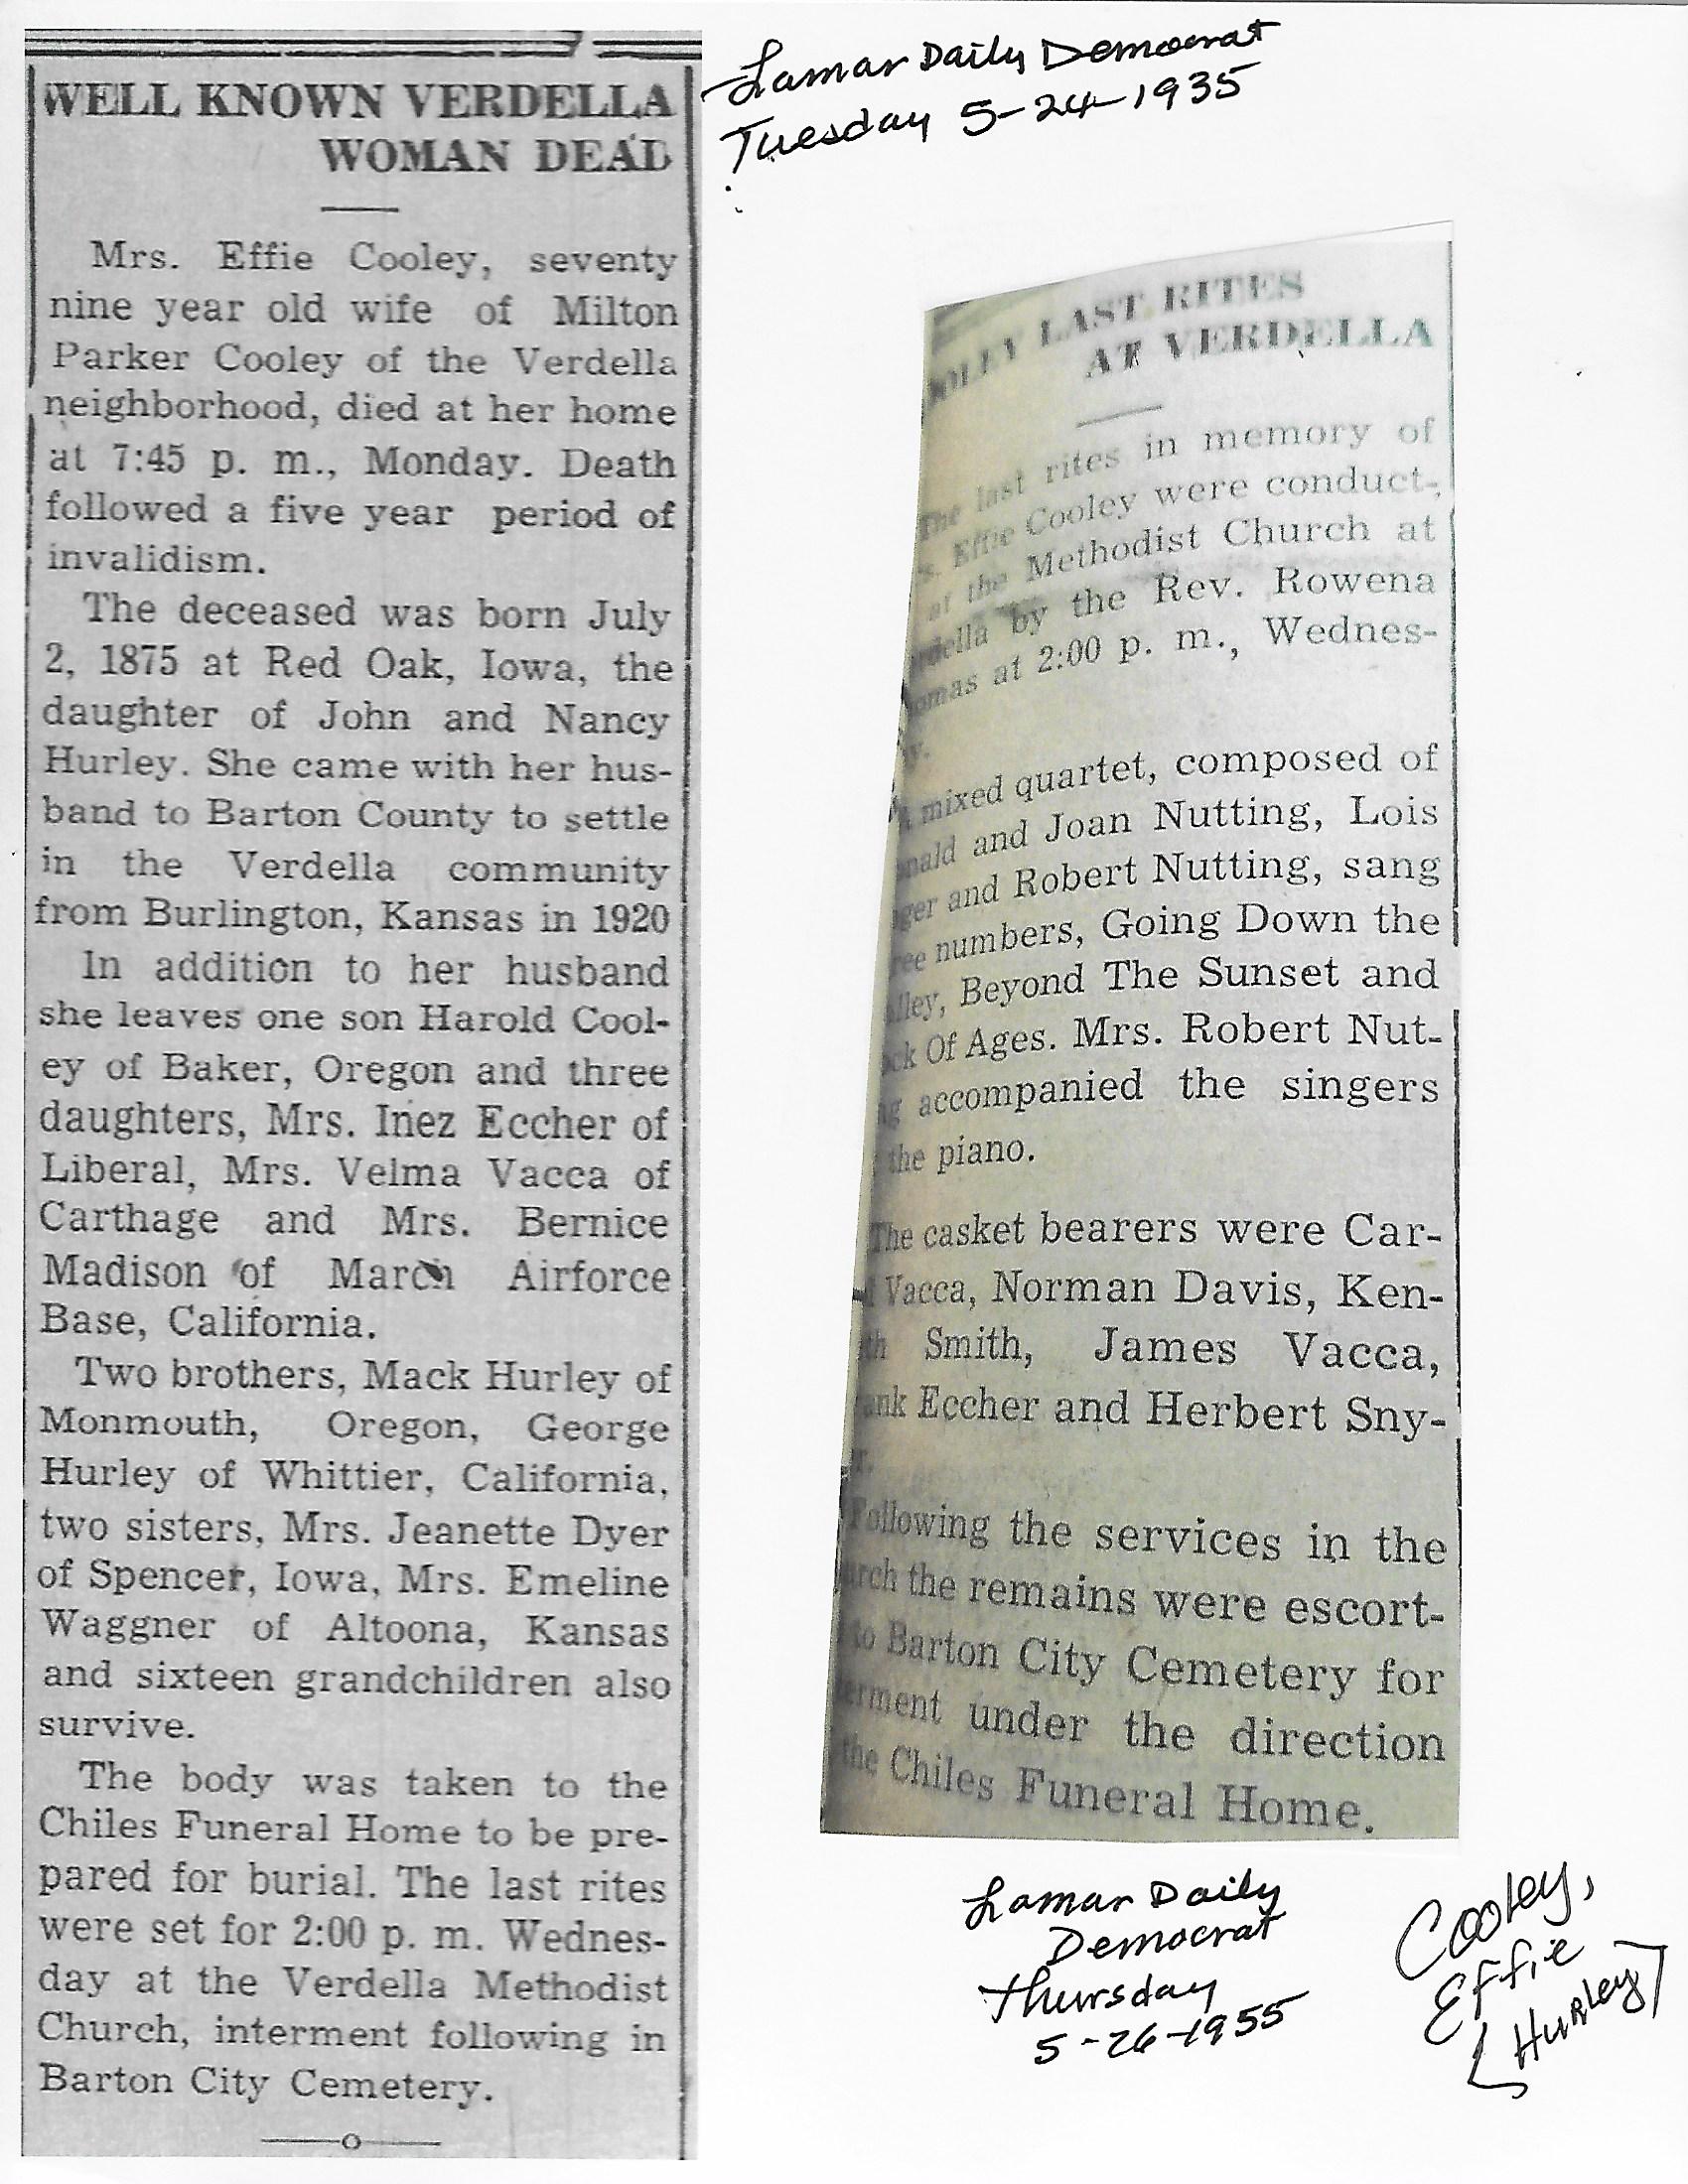 WELL KNOWN VERDELLA
WOMAN DEAD
Mrs. Effie Cooley, seventy
nine year old wife of Milton
Parker Cooley of the Verdella
neighborhood, died at her home
at 7:45 p. m., Monday. Death
followed a five year period of
invalidism.
The deceased was born July
2, 1875 at Red Oak, Iowa, the
daughter of John and Nancy
Hurley. She came with her hus-
band to Barton County to settle
in the Verdella community
from Burlington, Kansas in 1920
In addition to her husband
she leaves one son Harold Cool-
ey of Baker, Oregon and three
daughters, Mrs. Inez Eccher of
Liberal, Mrs. Velma Vacca of
Carthage and Mrs. Bernice
Madison of March Airforce
Base, California.
Two brothers, Mack Hurley of
Monmouth, Oregon, George
Hurley of Whittier, California,
two sisters, Mrs. Jeanette Dyer
of Spencer, Iowa, Mrs. Emeline
Waggner of Altoona, Kansas
and sixteen grandchildren also
survive.
The body was taken to the
Chiles Funeral Home to be pre-
pared for burial. The last rites
were set for 2:00 p. m. Wednes-
day at the Verdella Methodist
Church, interment following in
Barton City Cemetery.
Lamar Daily Democrat
Tuesday 5-24-1935
OLEY LAST RITES
AT VERDELLA
The last rites in memory of
s. Effie Cooley were conduct-
at the Methodist Church at
rdella by the Rev. Rowena
omas at 2:00 p. m., Wednes-
y.
A mixed quartet, composed of
onald and Joan Nutting, Lois
ger and Robert Nutting, sang
ree numbers, Going Down the
lley, Beyond The Sunset and
ck Of Ages. Mrs. Robert Nut-
ng accompanied the singers
the piano.
The casket bearers were Car-
l Vacca, Norman Davis, Ken-
th Smith, James Vacca,
ank Eccher and Herbert Sny-
r.
Following the services in the
urch the remains were escort-
to Barton City Cemetery for
erment under the direction
the Chiles Funeral Home.
Lamar Daily
Democrat
Thursday
5-26-1955
Cooley,
Effie
[Hurley]